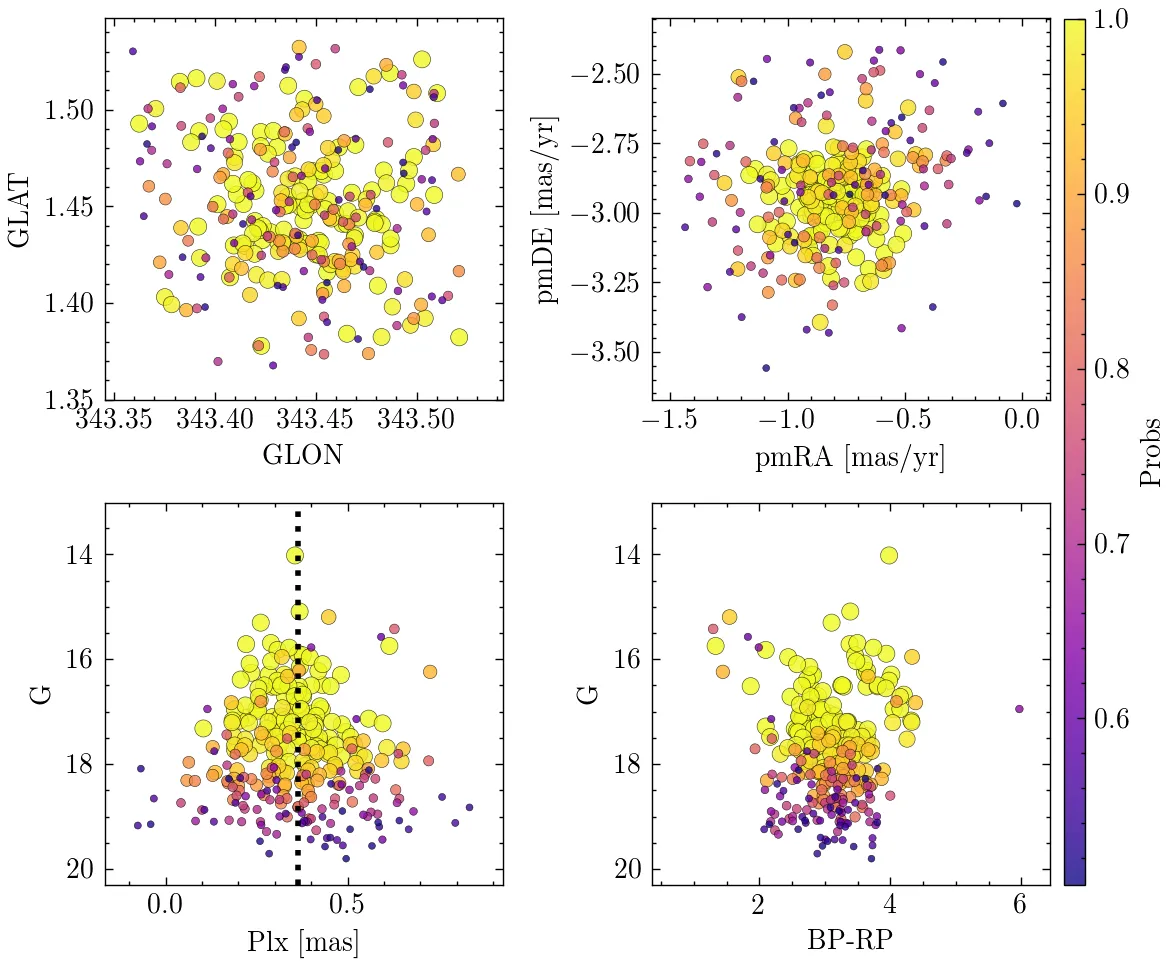 1.50
1.45
1.40
1.35
GLAT
343.35 343.40 343.45 343.50
GLON
−2.50
−2.75
−3.00
−3.25
−3.50
pmDE [mas/yr]
−1.5 −1.0 −0.5 0.0
pmRA [mas/yr]
1.0
0.9
0.8
0.7
0.6
Probs
14
16
18
20
G
0.0 0.5
Plx [mas]
14
16
18
20
G
2 4 6
BP-RP